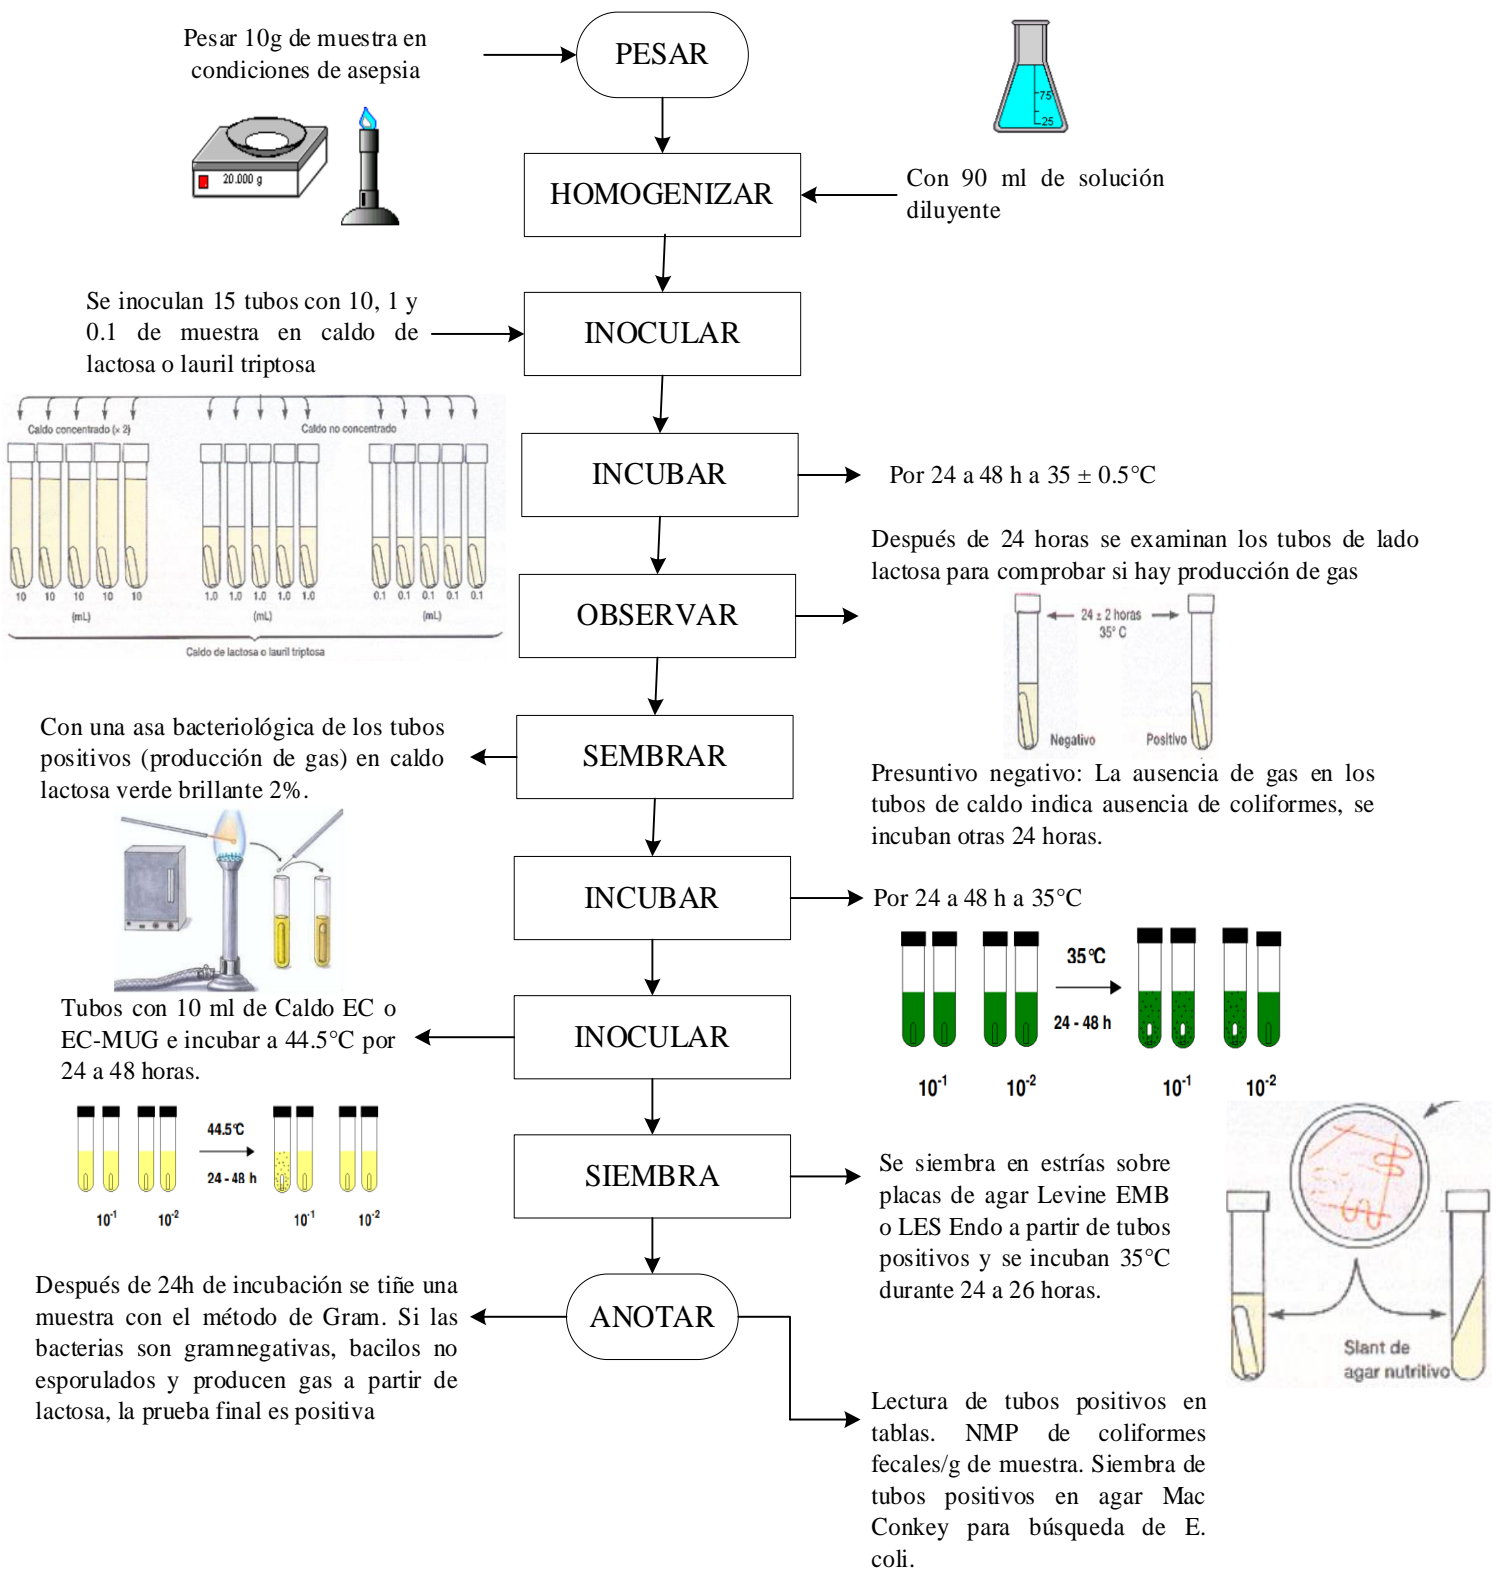 Pesar 10g de muestra en
condiciones de asepsia
PESAR
20.000 g
75
25
HOMOGENIZAR
Con 90 ml de solución
diluyente
Se inoculan 15 tubos con 10, 1 y
0.1 de muestra en caldo de
lactosa o lauril triptosa
INOCULAR
Caldo concentrado (× 2)
Caldo no concentrado
10 10 10 10 10
(mL)
1.0 1.0 1.0 1.0 1.0
(mL)
0.1 0.1 0.1 0.1 0.1
(mL)
Caldo de lactosa o lauril triptosa
INCUBAR
Por 24 a 48 h a 35 ± 0.5°C
OBSERVAR
Después de 24 horas se examinan los tubos de lado
lactosa para comprobar si hay producción de gas
24 ± 2 horas
35° C
Negativo
Positivo
Presuntivo negativo: La ausencia de gas en los
tubos de caldo indica ausencia de coliformes, se
incuban otras 24 horas.
SEMBRAR
Con una asa bacteriológica de los tubos
positivos (producción de gas) en caldo
lactosa verde brillante 2%.
INCUBAR
Por 24 a 48 h a 35°C
35°C
24 - 48 h
10-1
10-2
10-1
10-2
INOCULAR
Tubos con 10 ml de Caldo EC o
EC-MUG e incubar a 44.5°C por
24 a 48 horas.
44.5°C
24 - 48 h
10-1
10-2
10-1
10-2
SIEMBRA
Se siembra en estrías sobre
placas de agar Levine EMB
o LES Endo a partir de tubos
positivos y se incuban 35°C
durante 24 a 26 horas.
Slant de
agar nutritivo
ANOTAR
Después de 24h de incubación se tiñe una
muestra con el método de Gram. Si las
bacterias son gramnegativas, bacilos no
esporulados y producen gas a partir de
lactosa, la prueba final es positiva
Lectura de tubos positivos en
tablas. NMP de coliformes
fecales/g de muestra. Siembra de
tubos positivos en agar Mac
Conkey para búsqueda de E.
coli.